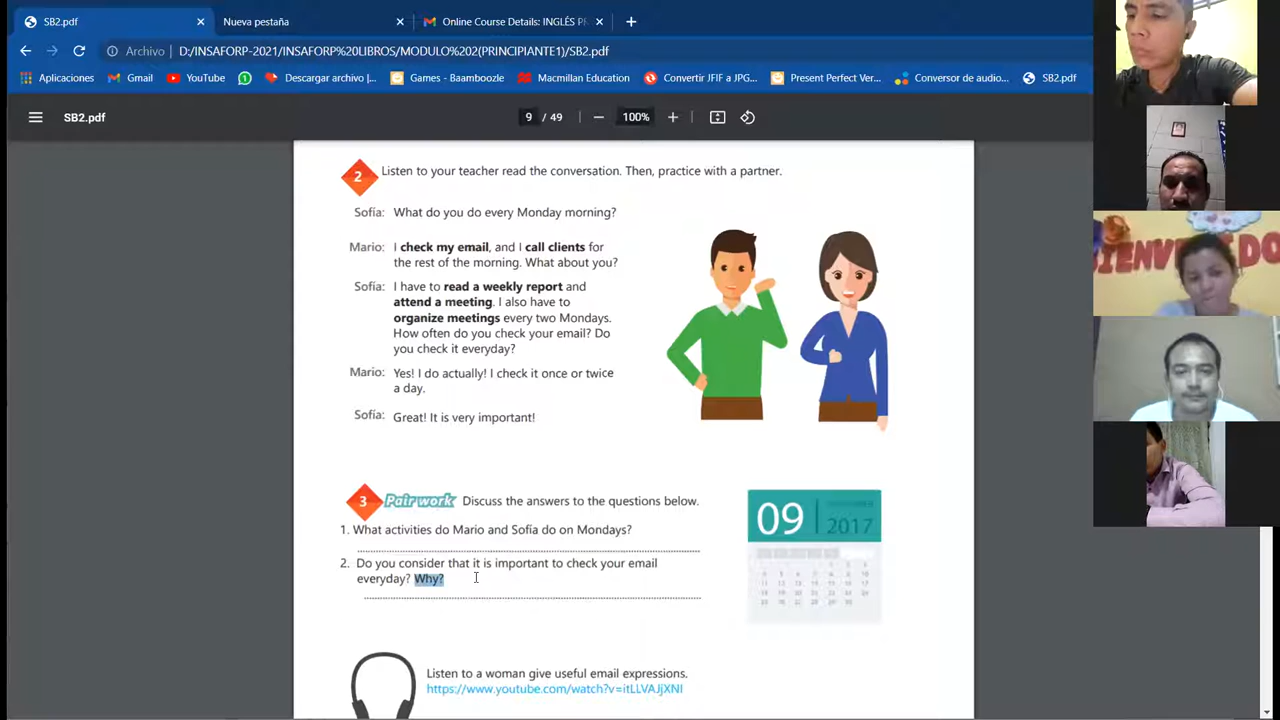 SB2.pdf
Nueva pestaña
Online Course Details: INGLÉS PR
Archivo
D:/INSAFORP-2021/INSAFORP%20LIBROS/MODULO%202(PRINCIPIANTE1)/SB2.pdf
Aplicaciones
Gmail
YouTube
Descargar archivo |...
Games - Baamboozle
Macmillan Education
Convertir JFIF a JPG...
Present Perfect Ver...
Conversor de audio...
SB2.pdf
SB2.pdf
9 / 49
100%
2
Listen to your teacher read the conversation. Then, practice with a partner.
Sofía: What do you do every Monday morning?
Mario: I check my email, and I call clients for
the rest of the morning. What about you?
Sofía: I have to read a weekly report and
attend a meeting. I also have to
organize meetings every two Mondays.
How often do you check your email? Do
you check it everyday?
Mario: Yes! I do actually! I check it once or twice
a day.
Sofía: Great! It is very important!
3
Pair work Discuss the answers to the questions below.
1. What activities do Mario and Sofía do on Mondays?
2. Do you consider that it is important to check your email
everyday? Why?
09
2017
Listen to a woman give useful email expressions.
https://www.youtube.com/watch?v=itLLVAJjXNI